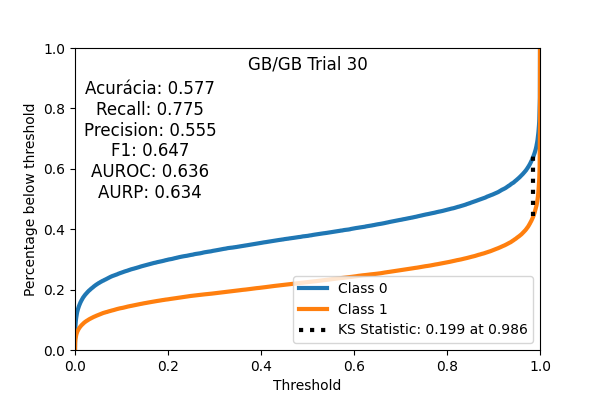 GB/GB Trial 30
Acurácia: 0.577
Recall: 0.775
Precision: 0.555
F1: 0.647
AUROC: 0.636
AURP: 0.634
Percentage below threshold
1.0
0.8
0.6
0.4
0.2
0.0
Class 0
Class 1
KS Statistic: 0.199 at 0.986
0.0 0.2 0.4 0.6 0.8 1.0
Threshold